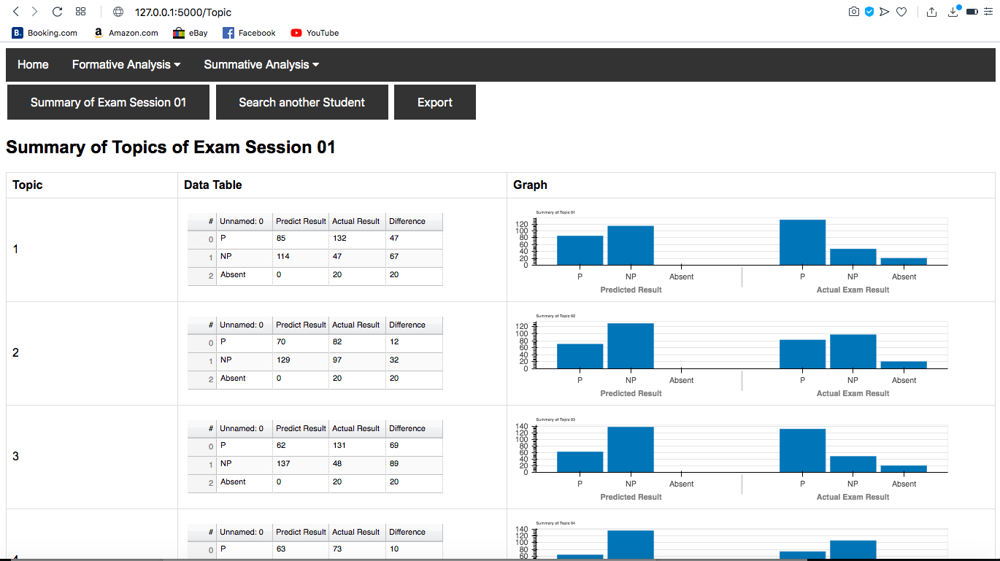 127.0.0.1:5000/Topic
Booking.com Amazon.com eBay Facebook YouTube
Home Formative Analysis Summative Analysis
Summary of Exam Session 01 Search another Student Export
Summary of Topics of Exam Session 01
Topic Data Table Graph
1
# Unnamed: 0 Predict Result Actual Result Difference
0 P 85 132 47
1 NP 114 47 67
2 Absent 0 20 20
Summary of Topic 01
120
100
80
60
40
20
0
P NP Absent P NP Absent
Predicted Result Actual Exam Result
2
# Unnamed: 0 Predict Result Actual Result Difference
0 P 70 82 12
1 NP 129 97 32
2 Absent 0 20 20
Summary of Topic 02
120
100
80
60
40
20
0
P NP Absent P NP Absent
Predicted Result Actual Exam Result
3
# Unnamed: 0 Predict Result Actual Result Difference
0 P 62 131 69
1 NP 137 48 89
2 Absent 0 20 20
Summary of Topic 03
140
120
100
80
60
40
20
0
P NP Absent P NP Absent
Predicted Result Actual Exam Result
# Unnamed: 0 Predict Result Actual Result Difference
0 P 63 73 10
Summary of Topic 04
140
120
100
80
60